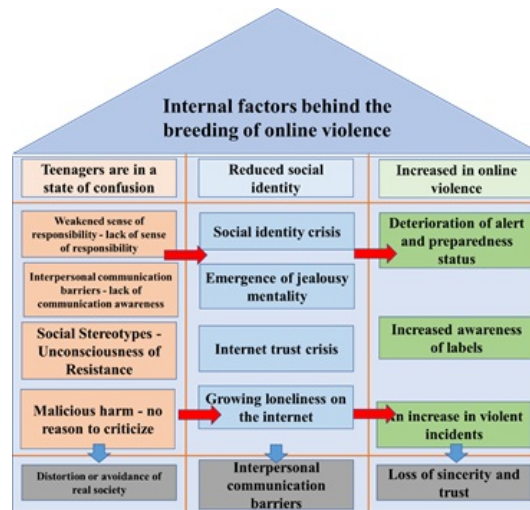 Internal factors behind the
breeding of online violence
Teenagers are in a
state of confusion
Reduced social
identity
Increased in online
violence
Weakened sense of
responsibility - lack of sense of
responsibility
Social identity crisis
Deterioration of alert
and preparedness
status
Interpersonal communication
barriers - lack of
communication awareness
Emergence of jealousy
mentality
Social Stereotypes -
Unconsciousness of
Resistance
Internet trust crisis
Increased awareness
of labels
Malicious harm - no
reason to criticize
Growing loneliness on
the internet
An increase in violent
incidents
Distortion or avoidance of
real society
Interpersonal
communication
barriers
Loss of sincerity and
trust